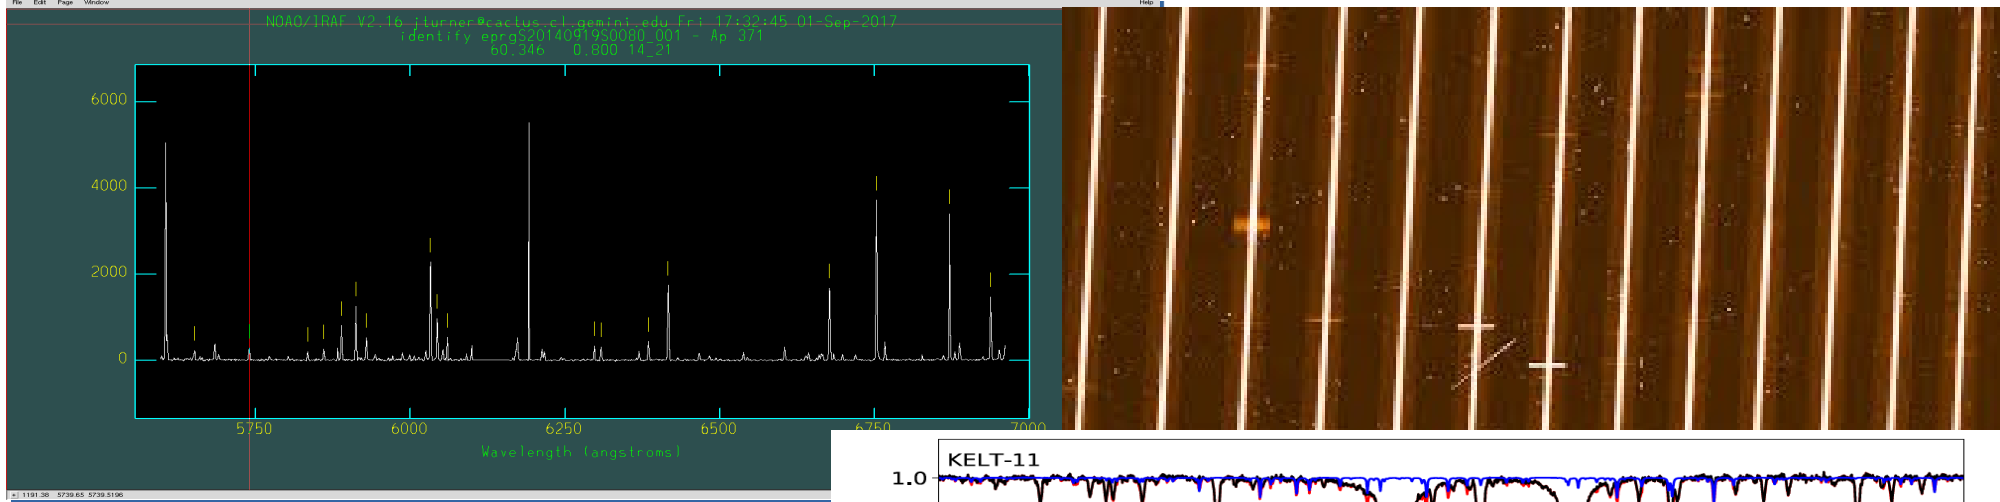 File Edit Page Window Help
NOAO/IRAF V2.16 jturner@cactus.cl.gemini.edu Fri 17:32:45 01-Sep-2017
identify eprgS20140919S0080_001 - Ap 371
60.346 0.800 14_21
6000
4000
2000
0
5750 6000 6250 6500 6750 7000
Wavelength (angstroms)
1191.38 5739.65 5739.5196
KELT-11
1.0